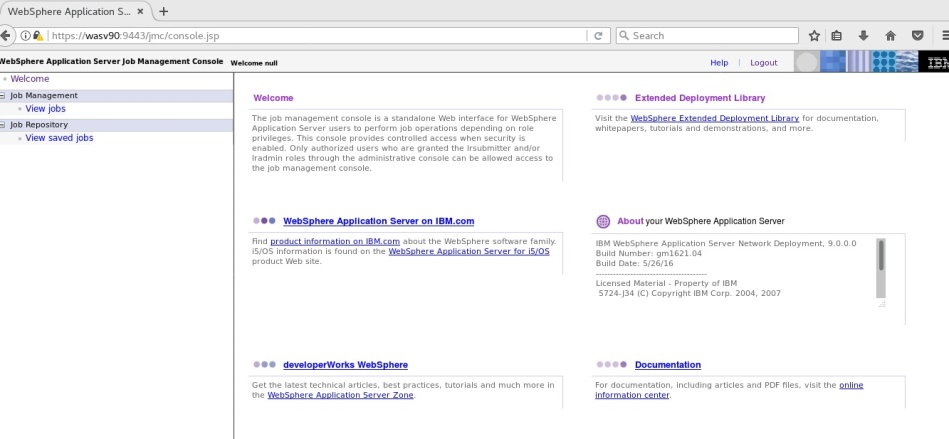 WebSphere Application S... ×
+
https://wasv90:9443/jmc/console.jsp
Search
WebSphere Application Server Job Management Console Welcome null
Help | Logout
IBM
Welcome
Job Management
View jobs
Job Repository
View saved jobs
Welcome
The job management console is a standalone Web interface for WebSphere
Application Server users to perform job operations depending on role
privileges. This console provides controlled access when security is
enabled. Only authorized users who are granted the lrsubmitter and/or
lradmin roles through the administrative console can be allowed access to
the job management console.
Extended Deployment Library
Visit the WebSphere Extended Deployment Library for documentation,
whitepapers, tutorials and demonstrations, and more.
WebSphere Application Server on IBM.com
Find product information on IBM.com about the WebSphere software family.
i5/OS information is found on the WebSphere Application Server for i5/OS
product Web site.
About your WebSphere Application Server
IBM WebSphere Application Server Network Deployment, 9.0.0.0
Build Number: gm1621.04
Build Date: 5/26/16
----------------------------------------
Licensed Material - Property of IBM
5724-J34 (C) Copyright IBM Corp. 2004, 2007
developerWorks WebSphere
Get the latest technical articles, best practices, tutorials and much more in
the WebSphere Application Server Zone.
Documentation
For documentation, including articles and PDF files, visit the online
information center.